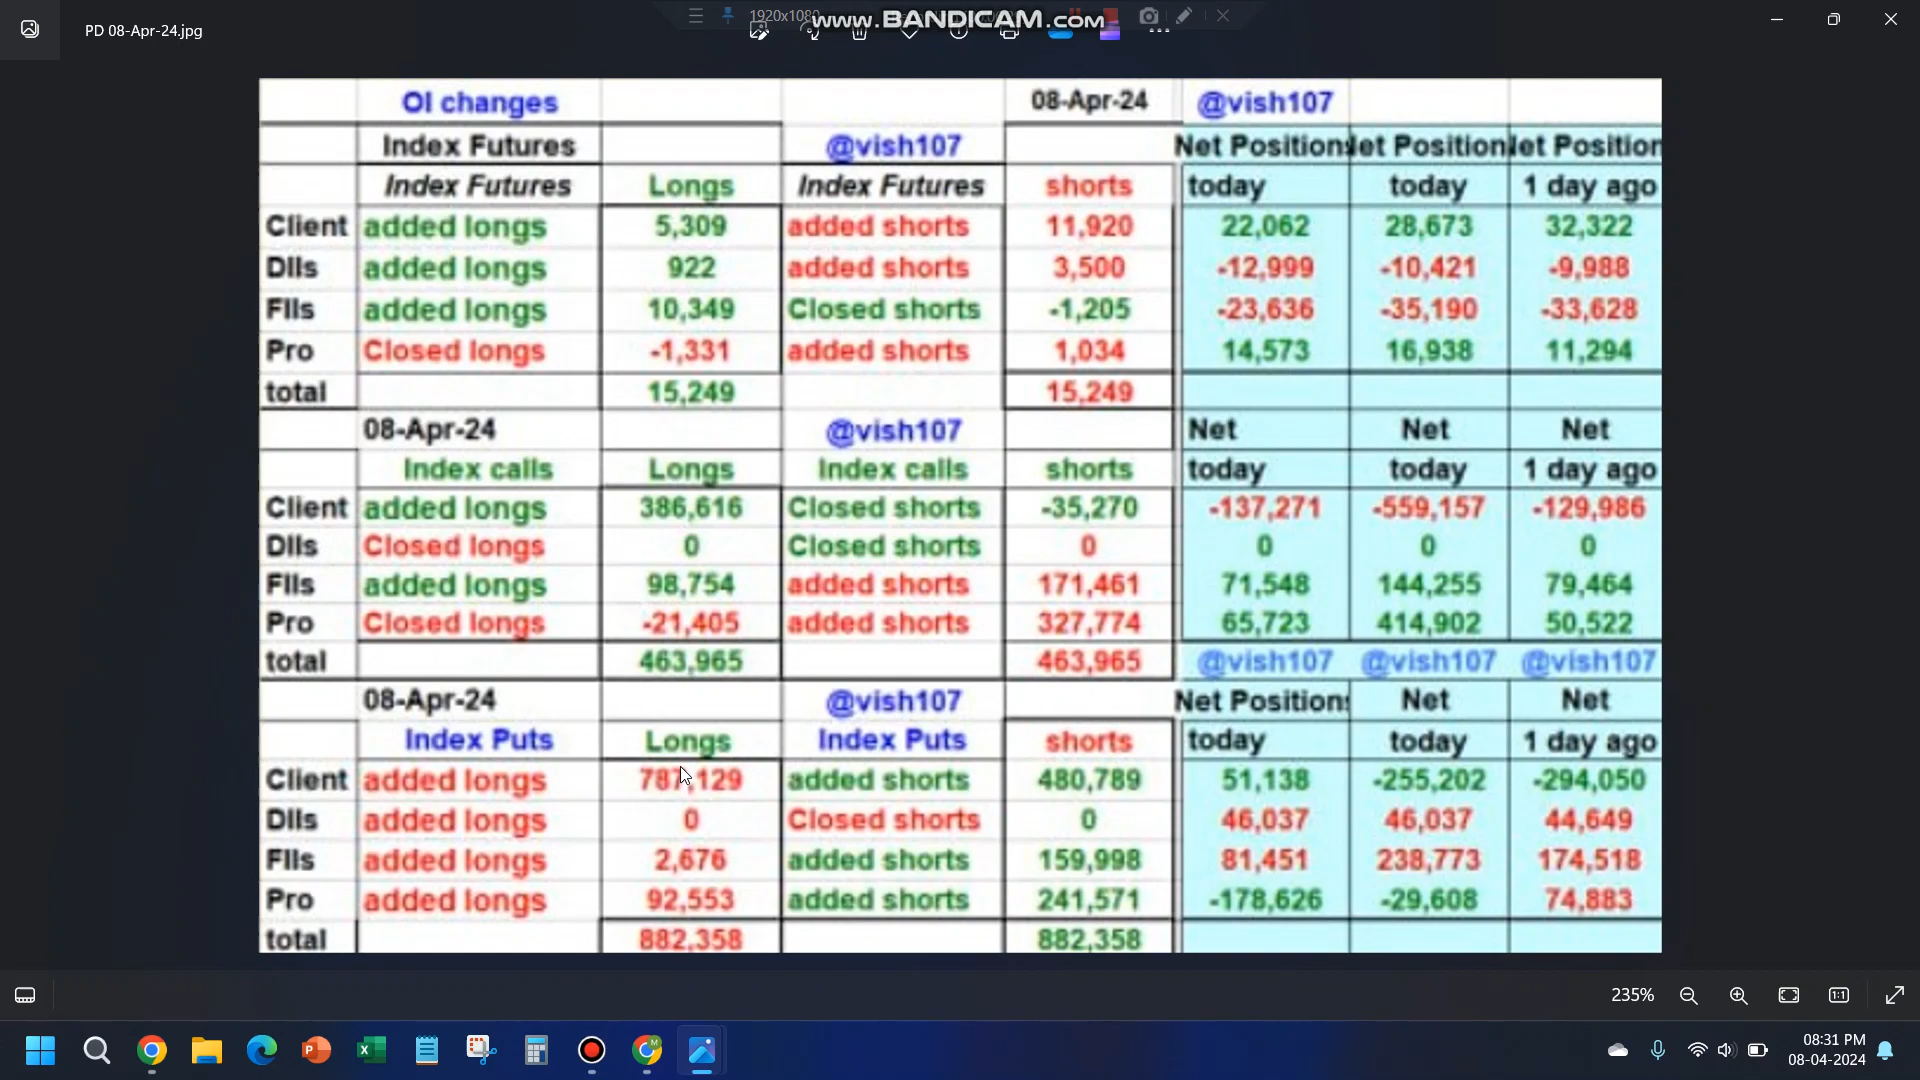 1920x1080
www.BANDICAM.com
PD 08-Apr-24.jpg
OI changes 08-Apr-24 @vish107
Index Futures @vish107 Net Positions Net Position Net Position
Index Futures Longs Index Futures shorts today today 1 day ago
Client added longs 5,309 added shorts 11,920 22,062 28,673 32,322
DIIs added longs 922 added shorts 3,500 -12,999 -10,421 -9,988
FIIs added longs 10,349 Closed shorts -1,205 -23,636 -35,190 -33,628
Pro Closed longs -1,331 added shorts 1,034 14,573 16,938 11,294
total 15,249 15,249
08-Apr-24 @vish107 Net Net Net
Index calls Longs Index calls shorts today today 1 day ago
Client added longs 386,616 Closed shorts -35,270 -137,271 -559,157 -129,986
DIIs Closed longs 0 Closed shorts 0 0 0 0
FIIs added longs 98,754 added shorts 171,461 71,548 144,255 79,464
Pro Closed longs -21,405 added shorts 327,774 65,723 414,902 50,522
total 463,965 463,965 @vish107 @vish107 @vish107
08-Apr-24 @vish107 Net Positions Net Net
Index Puts Longs Index Puts shorts today today 1 day ago
Client added longs 787,129 added shorts 480,789 51,138 -255,202 -294,050
DIIs added longs 0 Closed shorts 0 46,037 46,037 44,649
FIIs added longs 2,676 added shorts 159,998 81,451 238,773 174,518
Pro added longs 92,553 added shorts 241,571 -178,626 -29,608 74,883
total 882,358 882,358
235% 1:1
08:31 PM
08-04-2024